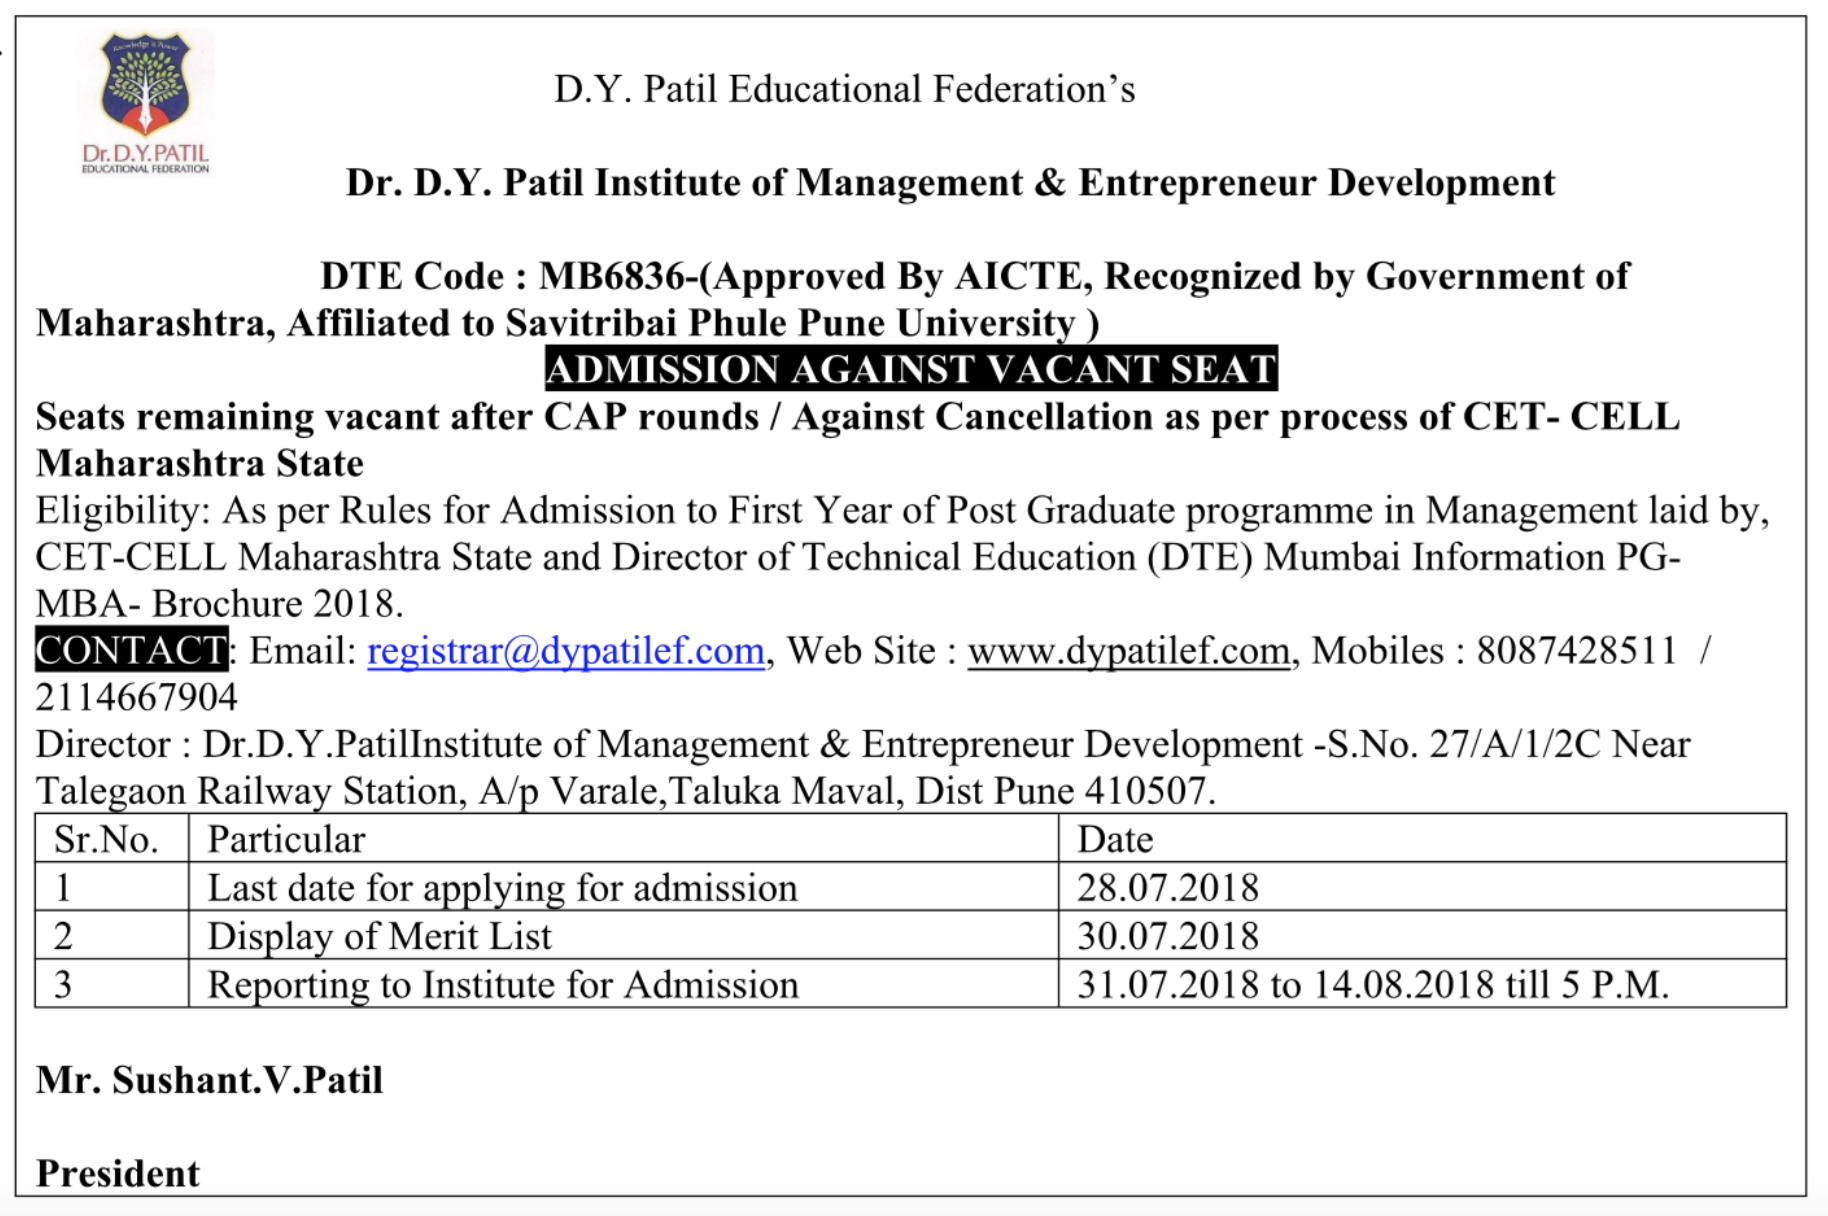 Knowledge is Power
Dr.D.Y.PATIL
EDUCATIONAL FEDERATION
D.Y. Patil Educational Federation’s
Dr. D.Y. Patil Institute of Management & Entrepreneur Development
DTE Code : MB6836-(Approved By AICTE, Recognized by Government of
Maharashtra, Affiliated to Savitribai Phule Pune University )
ADMISSION AGAINST VACANT SEAT
Seats remaining vacant after CAP rounds / Against Cancellation as per process of CET- CELL
Maharashtra State
Eligibility: As per Rules for Admission to First Year of Post Graduate programme in Management laid by,
CET-CELL Maharashtra State and Director of Technical Education (DTE) Mumbai Information PG-
MBA- Brochure 2018.
CONTACT: Email: registrar@dypatilef.com, Web Site : www.dypatilef.com, Mobiles : 8087428511 /
2114667904
Director : Dr.D.Y.PatilInstitute of Management & Entrepreneur Development -S.No. 27/A/1/2C Near
Talegaon Railway Station, A/p Varale,Taluka Maval, Dist Pune 410507.
Sr.No. Particular Date
1 Last date for applying for admission 28.07.2018
2 Display of Merit List 30.07.2018
3 Reporting to Institute for Admission 31.07.2018 to 14.08.2018 till 5 P.M.
Mr. Sushant.V.Patil
President